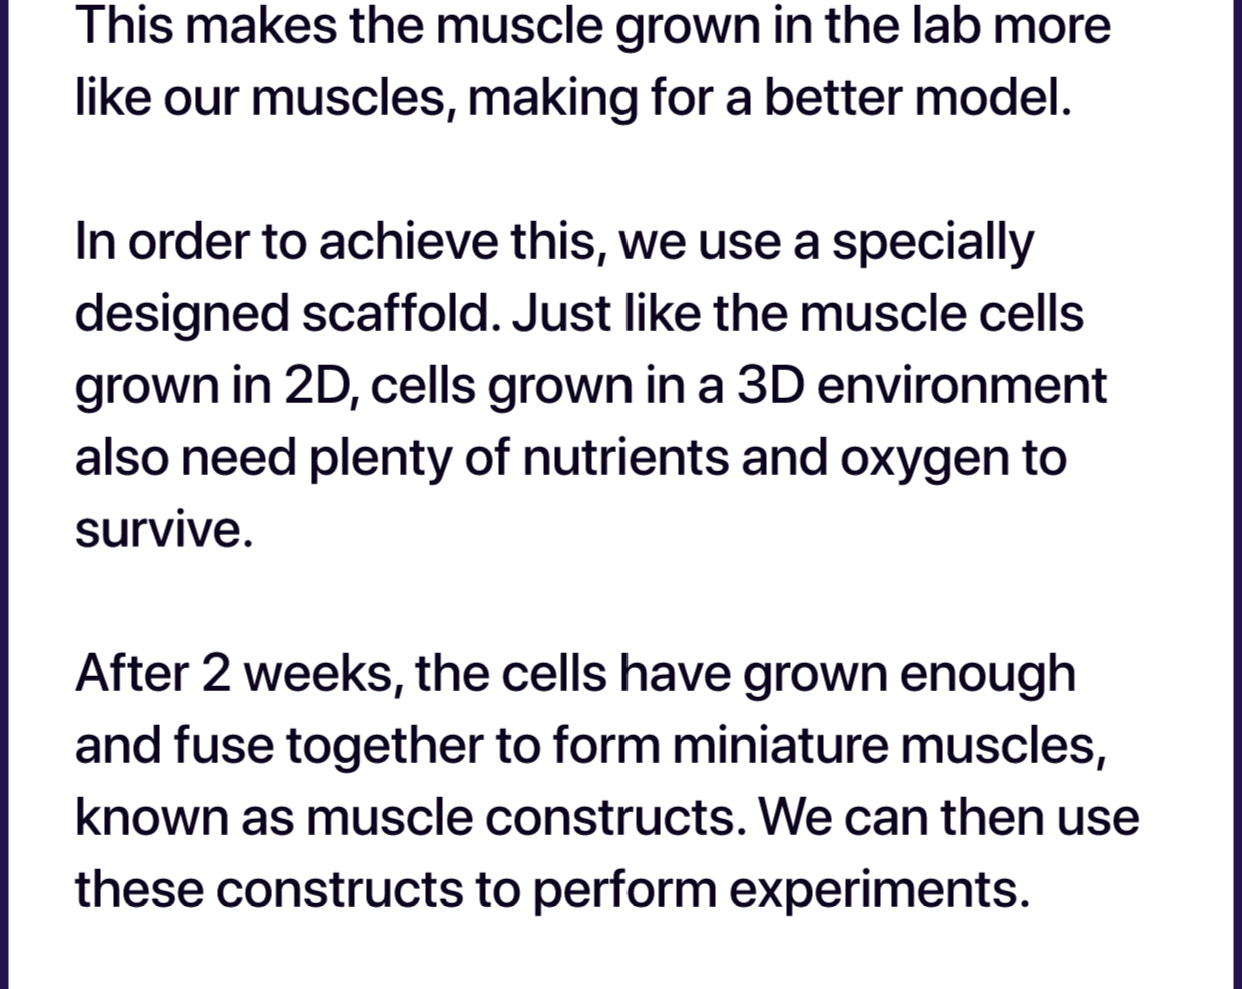 This makes the muscle grown in the lab more
like our muscles, making for a better model.
In order to achieve this, we use a specially
designed scaffold. Just like the muscle cells
grown in 2D, cells grown in a 3D environment
also need plenty of nutrients and oxygen to
survive.
After 2 weeks, the cells have grown enough
and fuse together to form miniature muscles,
known as muscle constructs. We can then use
these constructs to perform experiments.